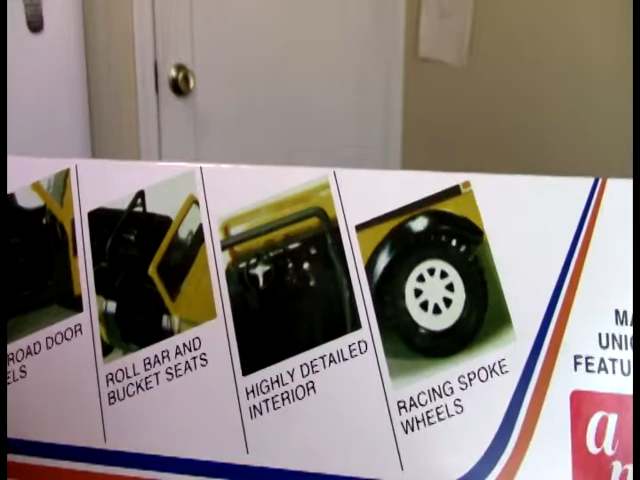 ROAD DOOR
ELS
ROLL BAR AND
BUCKET SEATS
HIGHLY DETAILED
INTERIOR
RACING SPOKE
WHEELS
MA
UNIQ
FEATU
a